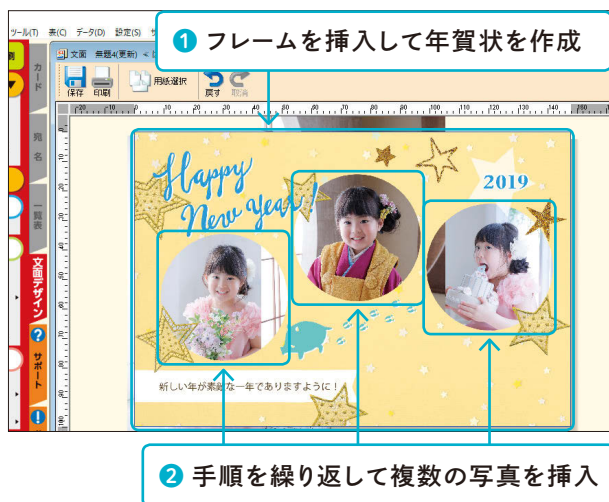 ツール(T) 表(C) データ(D) 設定(S)
❶ フレームを挿入して年賀状を作成
文面 無題4(更新)
保存 印刷 用紙選択 戻す 取消
カード
宛名
一覧表
文面デザイン
サポート
Happy
New Year!
2019
新しい年が素敵な一年でありますように!
❷ 手順を繰り返して複数の写真を挿入